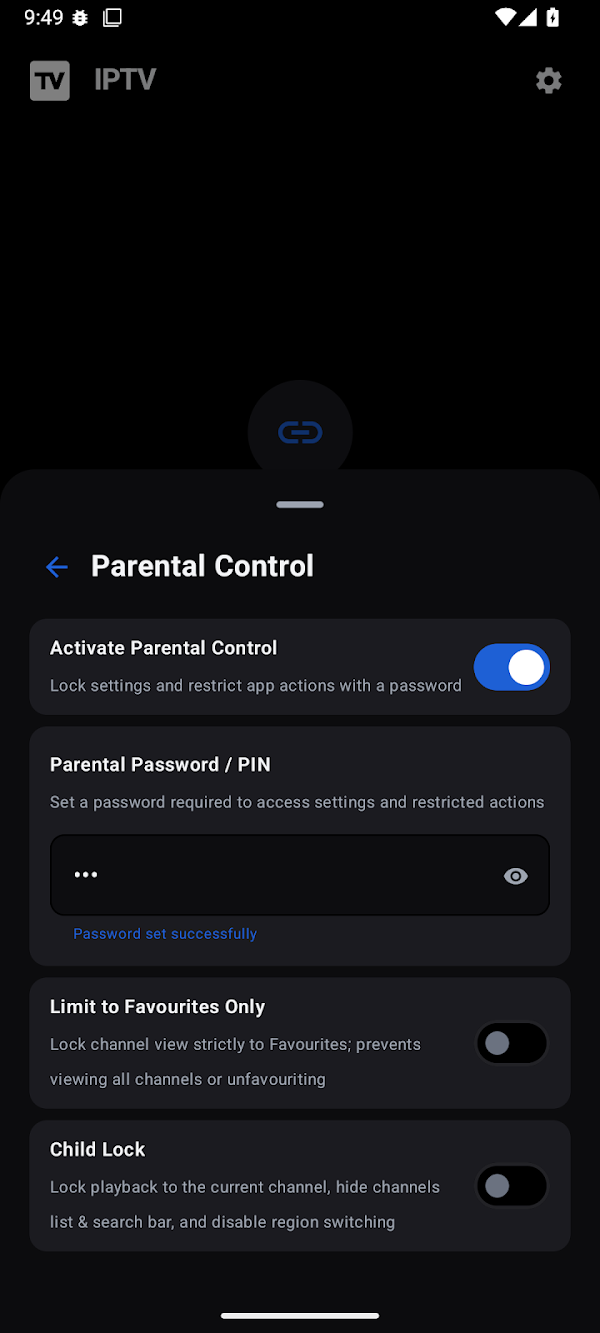 9:49
TV IPTV
Parental Control
Activate Parental Control
Lock settings and restrict app actions with a password
Parental Password / PIN
Set a password required to access settings and restricted actions
•••
Password set successfully
Limit to Favourites Only
Lock channel view strictly to Favourites; prevents
viewing all channels or unfavouriting
Child Lock
Lock playback to the current channel, hide channels
list & search bar, and disable region switching